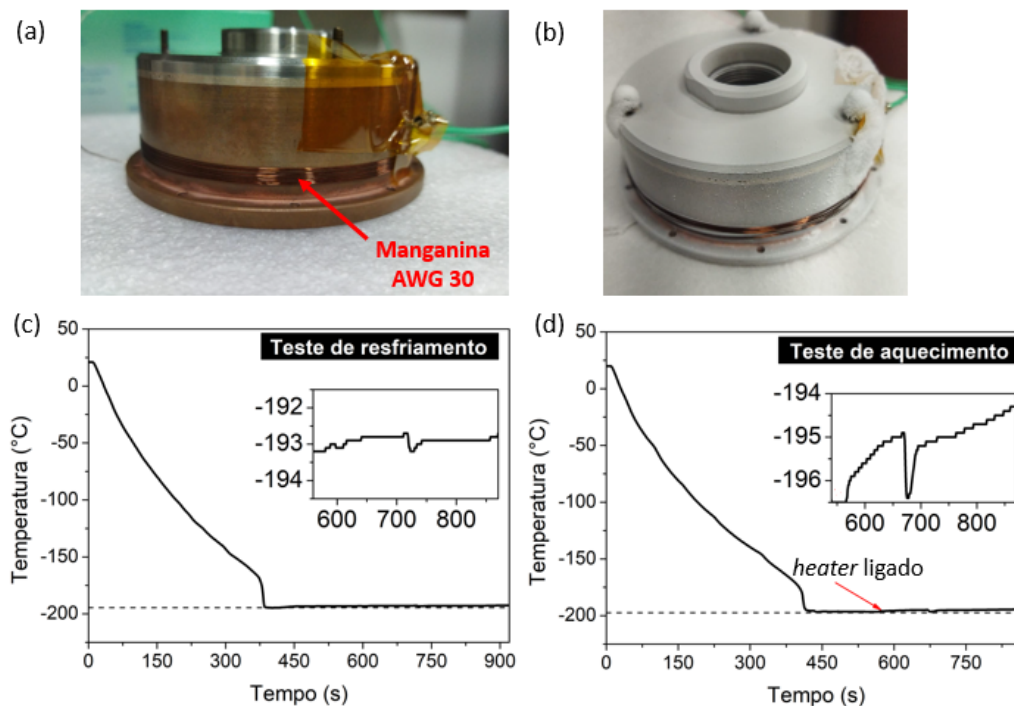 (a)
Manganina
AWG 30
(b)
(c)
Teste de resfriamento
Temperatura (°C)
50
0
-50
-100
-150
-200
0 150 300 450 600 750 900
Tempo (s)
-192
-193
-194
600 700 800
(d)
Teste de aquecimento
Temperatura (°C)
50
0
-50
-100
-150
-200
0 150 300 450 600 750
Tempo (s)
-194
-195
-196
600 700 800
heater ligado